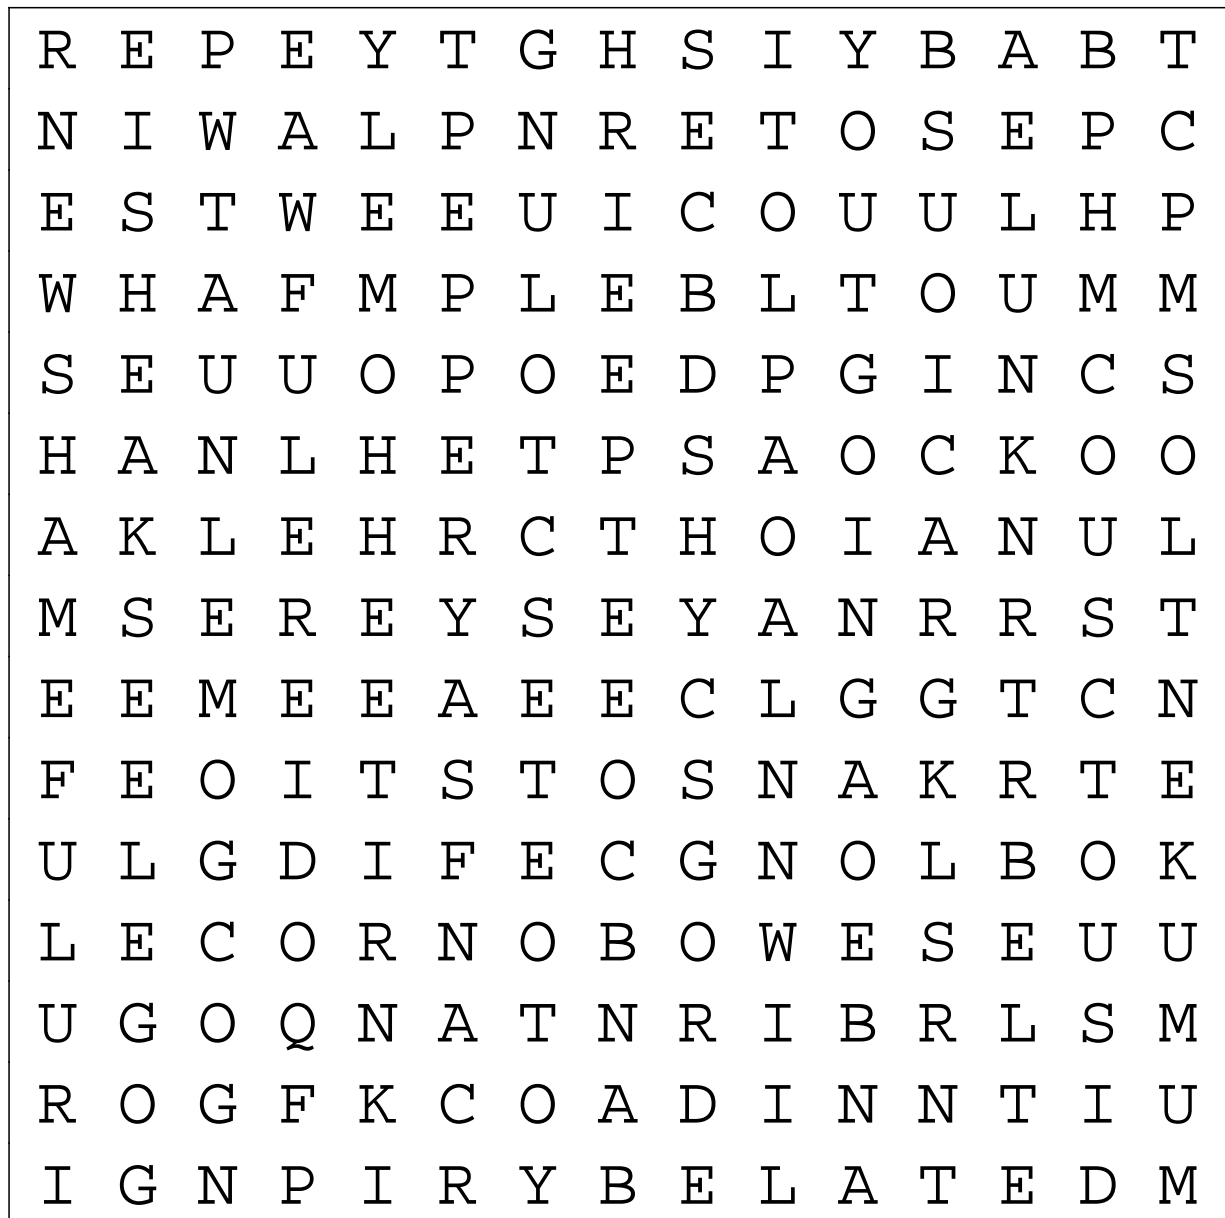 R E P E Y T G H S I Y B A B T
N I W A L P N R E T O S E P C
E S T W E E U I C O U U L H P
W H A F M P L E B L T O U M M
S E U U O P O E D P G I N C S
H A N L H E T P S A O C K O O
A K L E H R C T H O I A N U L
M S E R E Y S E Y A N R R S T
E E M E E A E E C L G G T C N
F E O I T S T O S N A K R T E
U L G D I F E C G N O L B O K
L E C O R N O B O W E S E U U
U G O Q N A T N R I B R L S M
R O G F K C O A D I N N T I U
I G N P I R Y B E L A T E D M